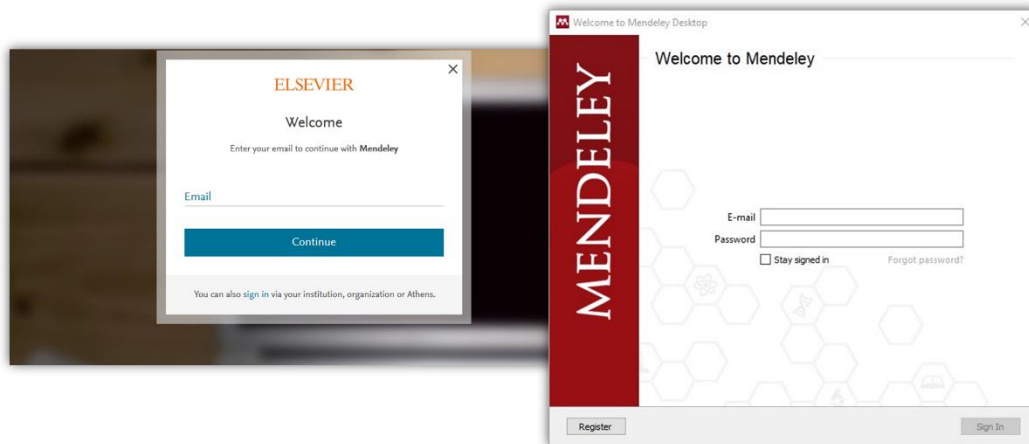 ELSEVIER
Welcome
Enter your email to continue with Mendeley
Email
Continue
You can also sign in via your institution, organization or Athens.
Welcome to Mendeley Desktop
Welcome to Mendeley
MENDELEY
E-mail
Password
Stay signed in Forgot password?
Register Sign In